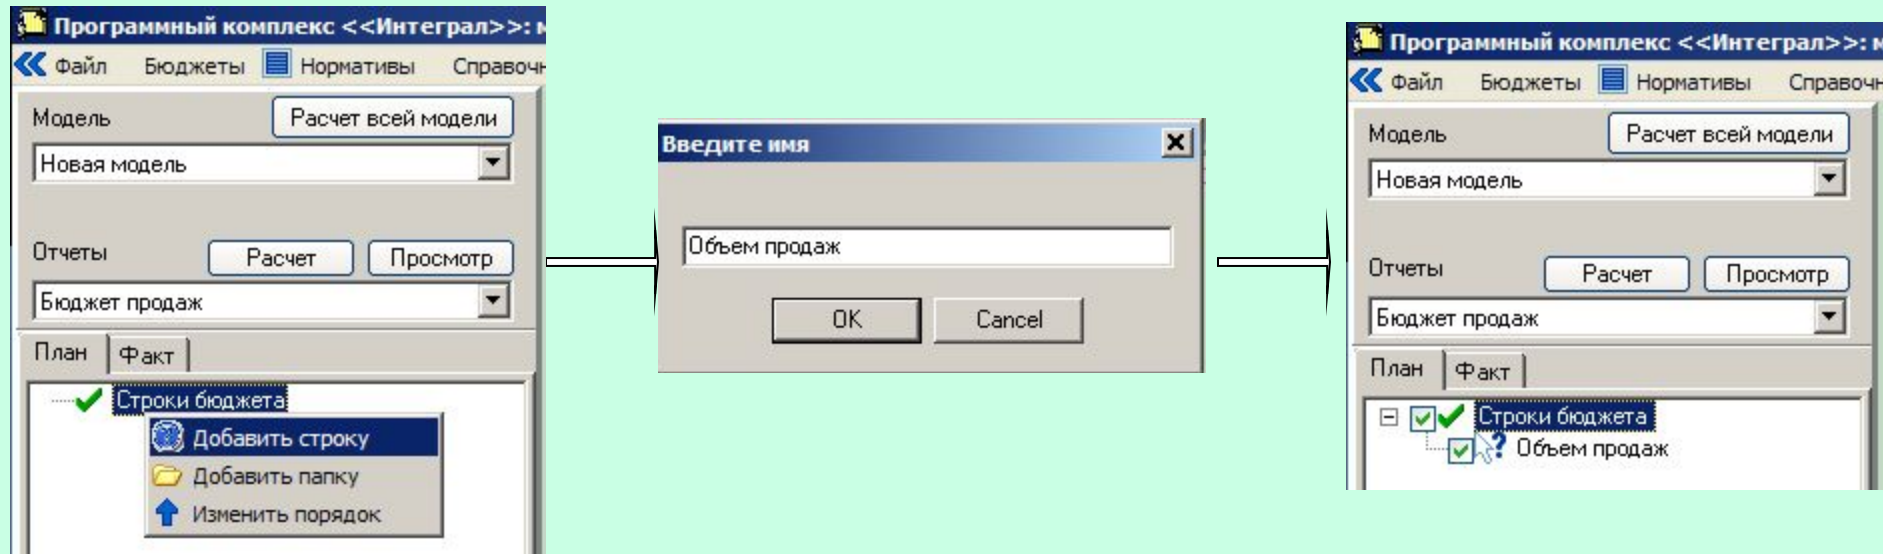 Программный комплекс <<Интеграл>>: м
Файл Бюджеты Нормативы Справочн
Модель Расчет всей модели
Новая модель
Отчеты Расчет Просмотр
Бюджет продаж
План Факт
Строки бюджета
Добавить строку
Добавить папку
Изменить порядок
Введите имя
Объем продаж
OK Cancel
Программный комплекс <<Интеграл>>: м
Файл Бюджеты Нормативы Справочн
Модель Расчет всей модели
Новая модель
Отчеты Расчет Просмотр
Бюджет продаж
План Факт
Строки бюджета
? Объем продаж